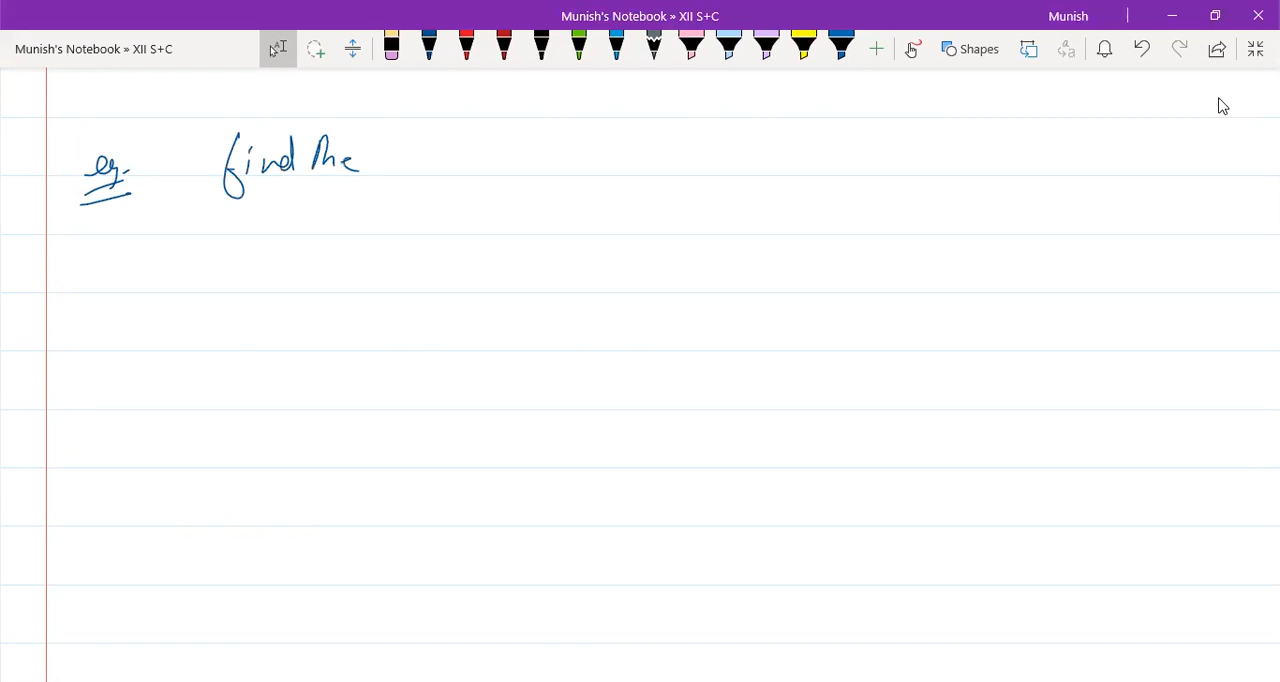 Munish's Notebook » XII S+C
Munish
Munish's Notebook » XII S+C
Shapes
eg. find the